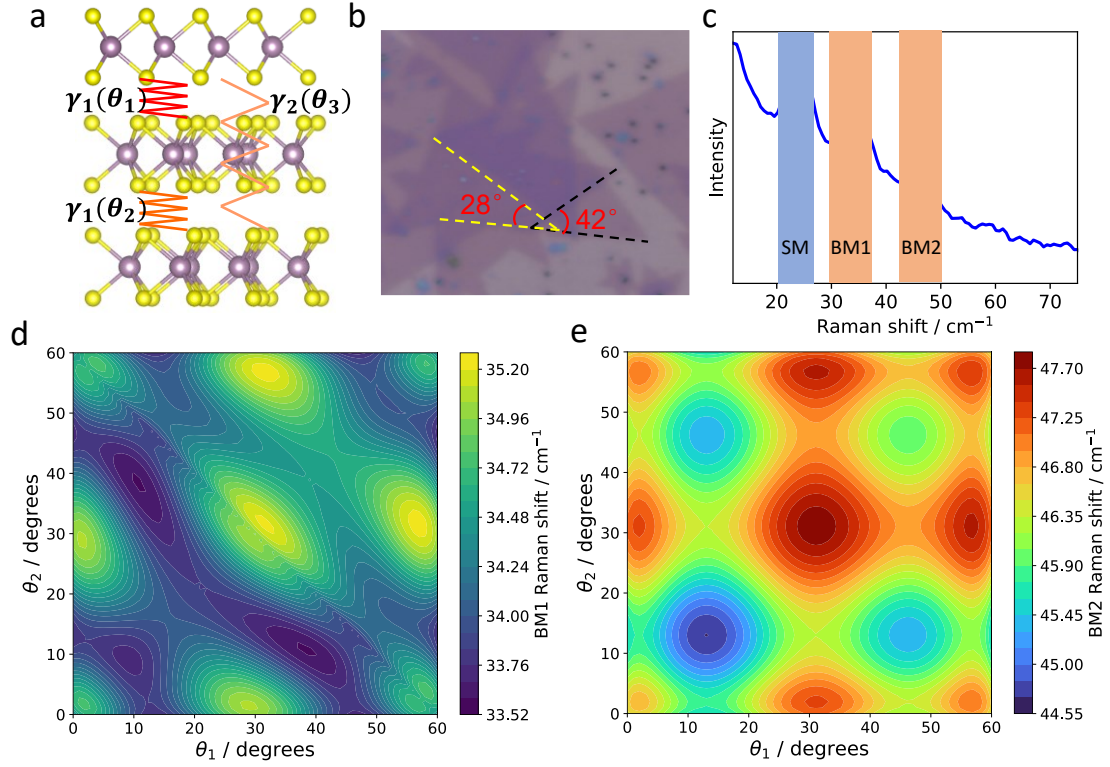 a
γ₁(θ₁)
γ₂(θ₃)
γ₁(θ₂)
b
28°
42°
c
Intensity
SM
BM1
BM2
20 30 40 50 60 70
Raman shift / cm⁻¹
d
60
50
40
30
20
10
0
θ₂ / degrees
0 10 20 30 40 50 60
θ₁ / degrees
35.20
34.96
34.72
34.48
34.24
34.00
33.76
33.52
BM1 Raman shift / cm⁻¹
e
60
50
40
30
20
10
0
θ₂ / degrees
0 10 20 30 40 50 60
θ₁ / degrees
47.70
47.25
46.80
46.35
45.90
45.45
45.00
44.55
BM2 Raman shift / cm⁻¹